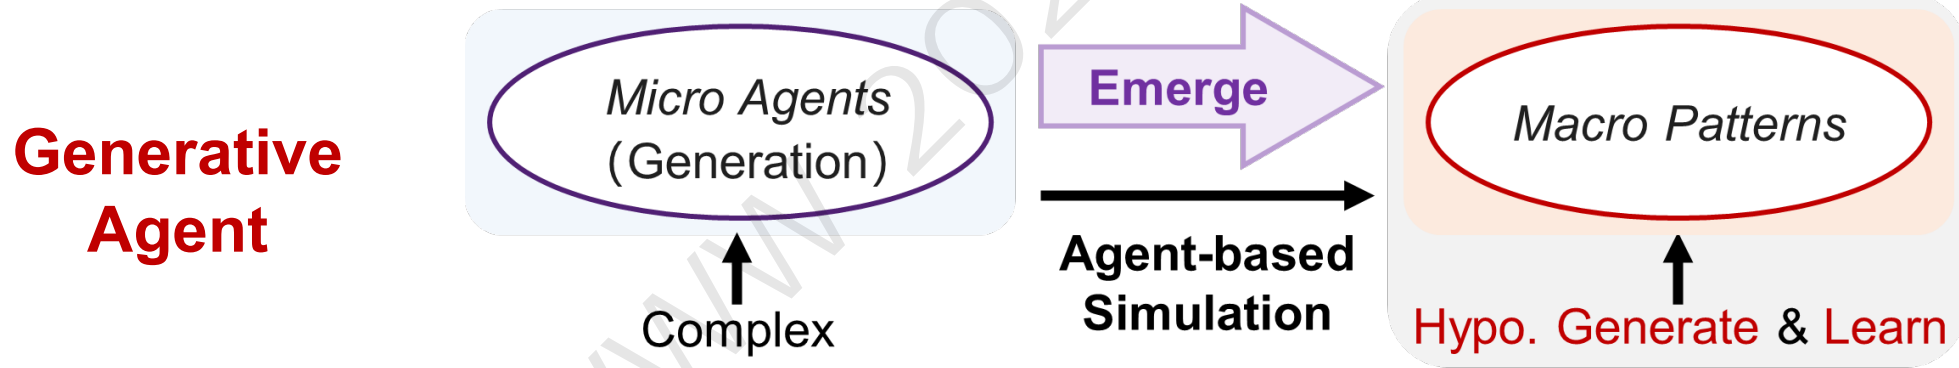 Generative
Agent
Micro Agents
(Generation)
Complex
Emerge
Agent-based
Simulation
Macro Patterns
Hypo. Generate & Learn